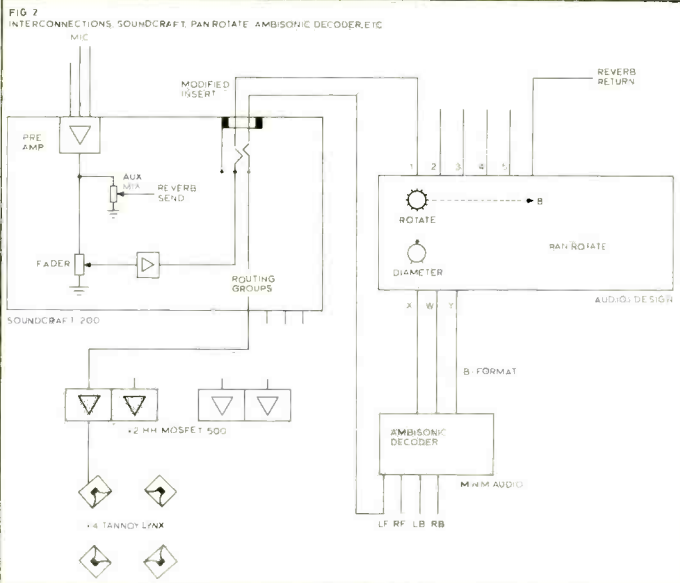 FIG 2
INTERCONNECTIONS, SOUNDCRAFT, PAN ROTATE, AMBISONIC DECODER, ETC
MIC
MODIFIED
INSERT
REVERB
RETURN
PRE
AMP
AUX
MIX
REVERB
SEND
FADER
ROUTING
GROUPS
SOUNDCRAFT 200
1 2 3 4 5
ROTATE
8
PAN ROTATE
DIAMETER
AUDIO & DESIGN
X W Y
B-FORMAT
+2 HH MOSFET 500
AMBISONIC
DECODER
MINIM AUDIO
LF RF LB RB
+4 TANNOY LYNX